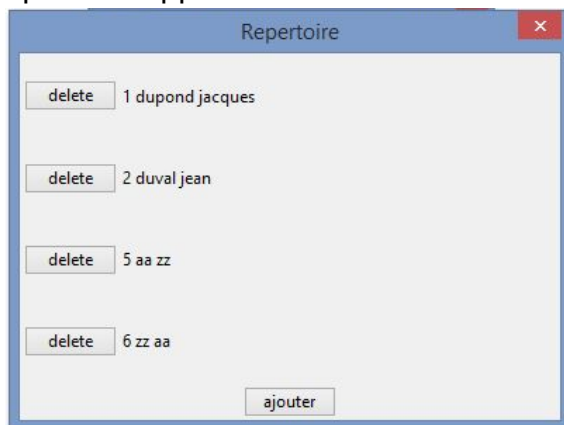 Repertoire
delete 1 dupond jacques
delete 2 duval jean
delete 5 aa zz
delete 6 zz aa
ajouter